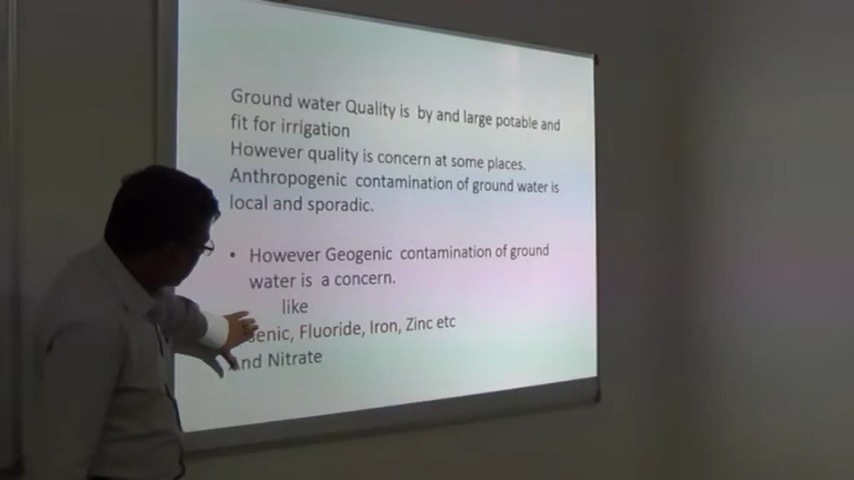 Ground water Quality is by and large potable and
fit for irrigation
However quality is concern at some places.
Anthropogenic contamination of ground water is
local and sporadic.
• However Geogenic contamination of ground
water is a concern.
like
senic, Fluoride, Iron, Zinc etc
nd Nitrate